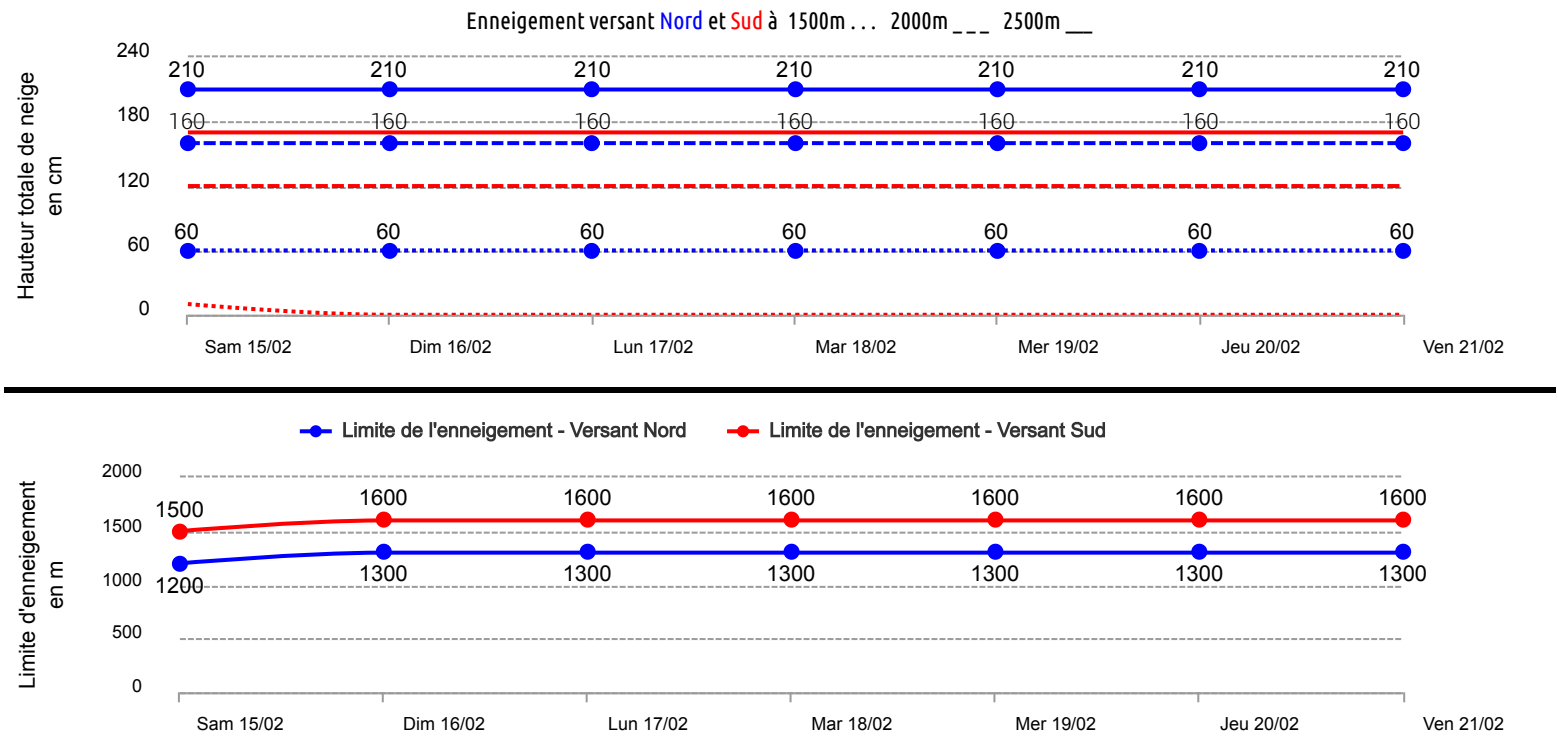 Enneigement versant Nord et Sud à 1500m . . . 2000m _ _ _ 2500m __
Hauteur totale de neige
en cm
240
210 210 210 210 210 210 210
180
160 160 160 160 160 160 160
120
60
60 60 60 60 60 60 60
0
Sam 15/02 Dim 16/02 Lun 17/02 Mar 18/02 Mer 19/02 Jeu 20/02 Ven 21/02
Limite de l'enneigement - Versant Nord Limite de l'enneigement - Versant Sud
Limite d'enneigement
en m
2000
1500 1600 1600 1600 1600 1600 1600
1500
1000
1200 1300 1300 1300 1300 1300 1300
500
0
Sam 15/02 Dim 16/02 Lun 17/02 Mar 18/02 Mer 19/02 Jeu 20/02 Ven 21/02